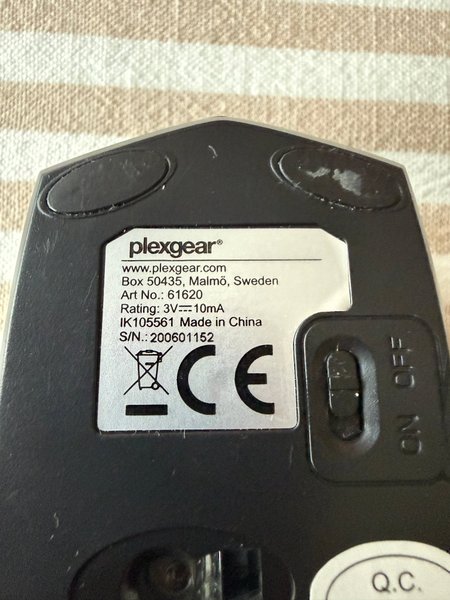 plexgear®
www.plexgear.com
Box 50435, Malmö, Sweden
Art No.: 61620
Rating: 3V⎓10mA
IK105561 Made in China
S/N.: 200601152
CE
ON OFF
Q.C.